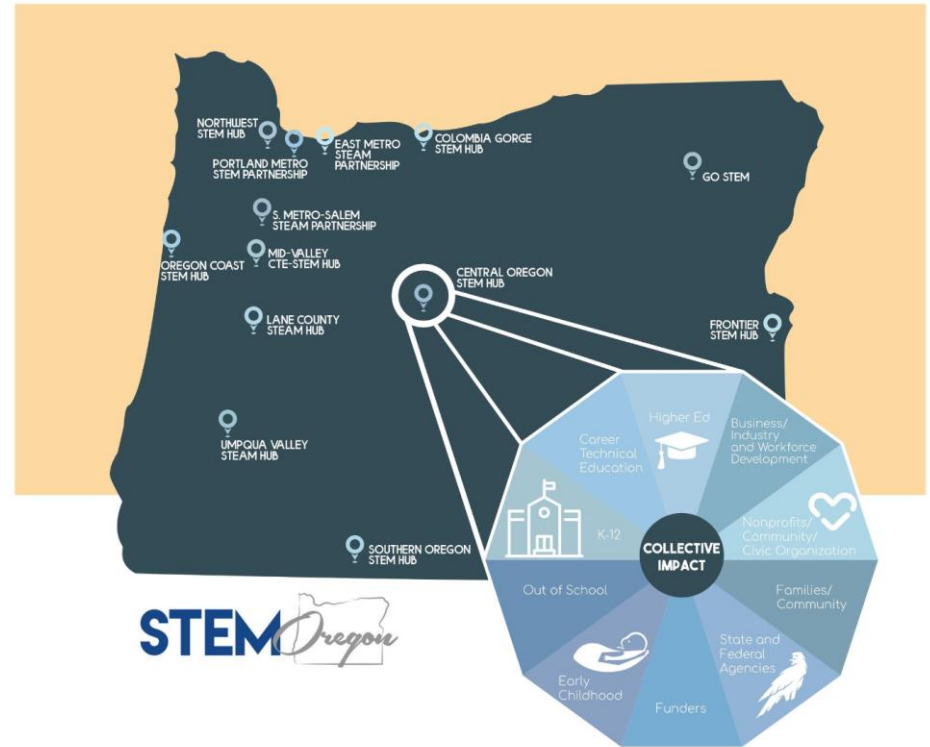 NORTHWEST
STEM HUB
PORTLAND METRO
STEM PARTNERSHIP
EAST METRO
STEAM
PARTNERSHIP
COLOMBIA GORGE
STEM HUB
GO STEM
S. METRO-SALEM
STEAM PARTNERSHIP
OREGON COAST
STEM HUB
MID-VALLEY
CTE-STEM HUB
CENTRAL OREGON
STEM HUB
LANE COUNTY
STEAM HUB
FRONTIER
STEM HUB
UMPQUA VALLEY
STEAM HUB
SOUTHERN OREGON
STEM HUB
Higher Ed
Business/
Industry
and Workforce
Development
Career
Technical
Education
Nonprofits/
Community/
Civic Organization
K-12
COLLECTIVE
IMPACT
Out of School
Families/
Community
State and
Federal
Agencies
Early
Childhood
Funders
STEM Oregon